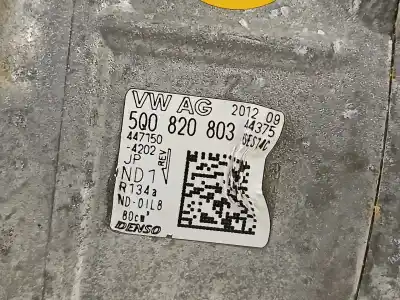 VW AG 2012 09
5Q0 820 803 44375
447150 6ES14C
-4202
JP REV
ND 1
R134a
ND-OIL8
80cm³
DENSO